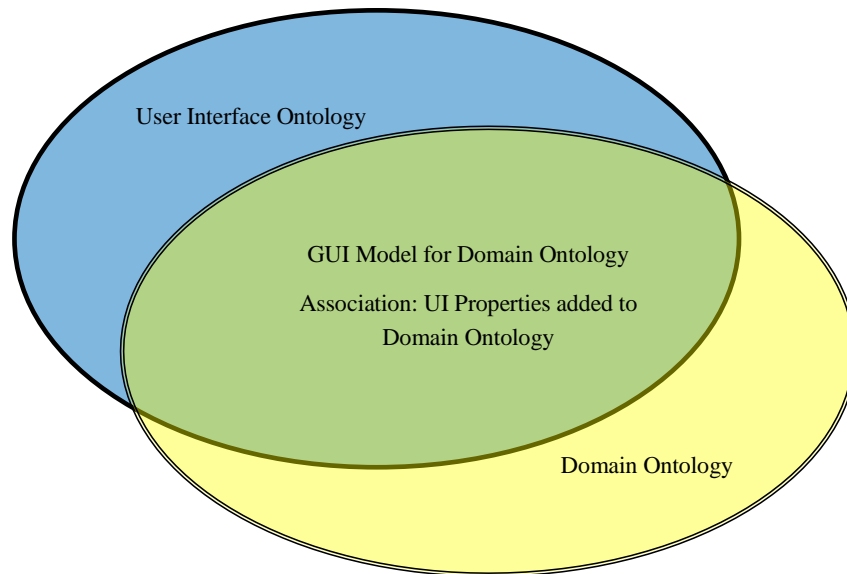 User Interface Ontology
GUI Model for Domain Ontology
Association: UI Properties added to
Domain Ontology
Domain Ontology